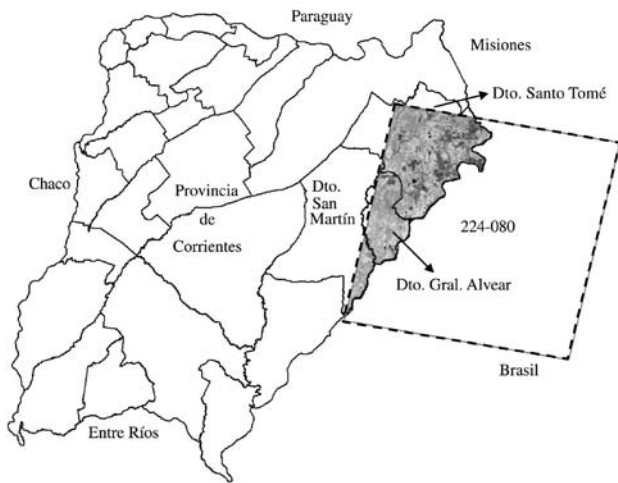 Paraguay
Misiones
Dto. Santo Tomé
Chaco
Provincia
de
Corrientes
Dto.
San
Martín
224-080
Dto. Gral. Alvear
Brasil
Entre Ríos